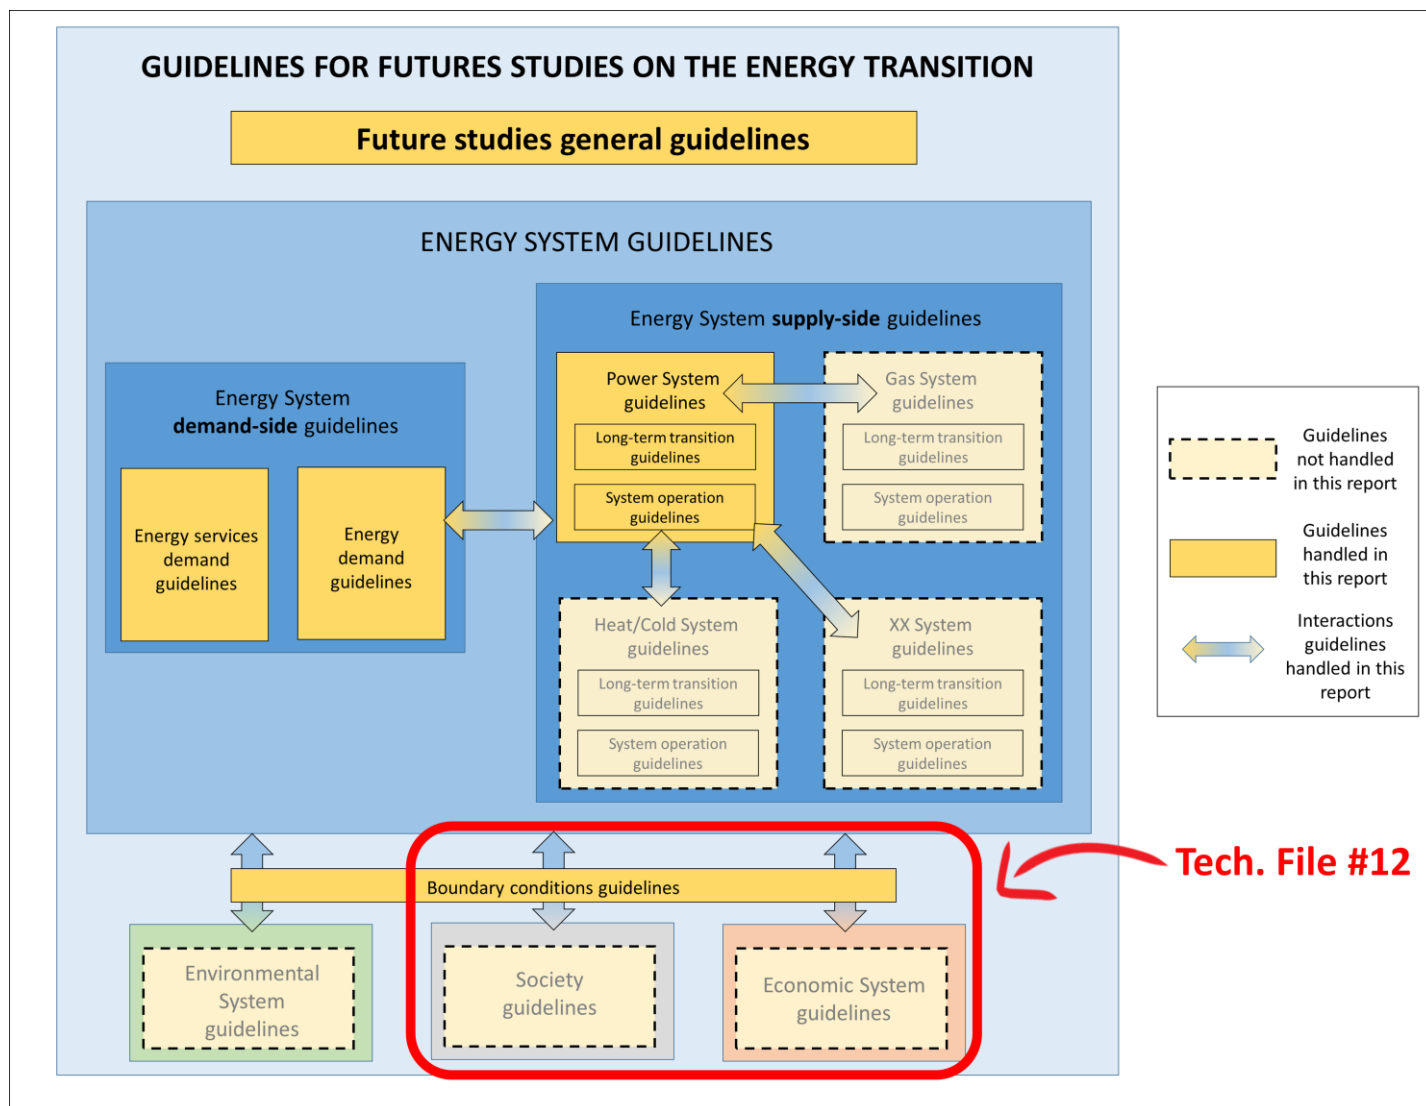 GUIDELINES FOR FUTURES STUDIES ON THE ENERGY TRANSITION
Future studies general guidelines
ENERGY SYSTEM GUIDELINES
Energy System supply-side guidelines
Energy System
demand-side guidelines
Energy services
demand
guidelines
Energy
demand
guidelines
Power System
guidelines
Long-term transition
guidelines
System operation
guidelines
Gas System
guidelines
Long-term transition
guidelines
System operation
guidelines
Heat/Cold System
guidelines
Long-term transition
guidelines
System operation
guidelines
XX System
guidelines
Long-term transition
guidelines
System operation
guidelines
Guidelines
not handled
in this report
Guidelines
handled in
this report
Interactions
guidelines
handled in this
report
Boundary conditions guidelines
Tech. File #12
Environmental
System
guidelines
Society
guidelines
Economic System
guidelines